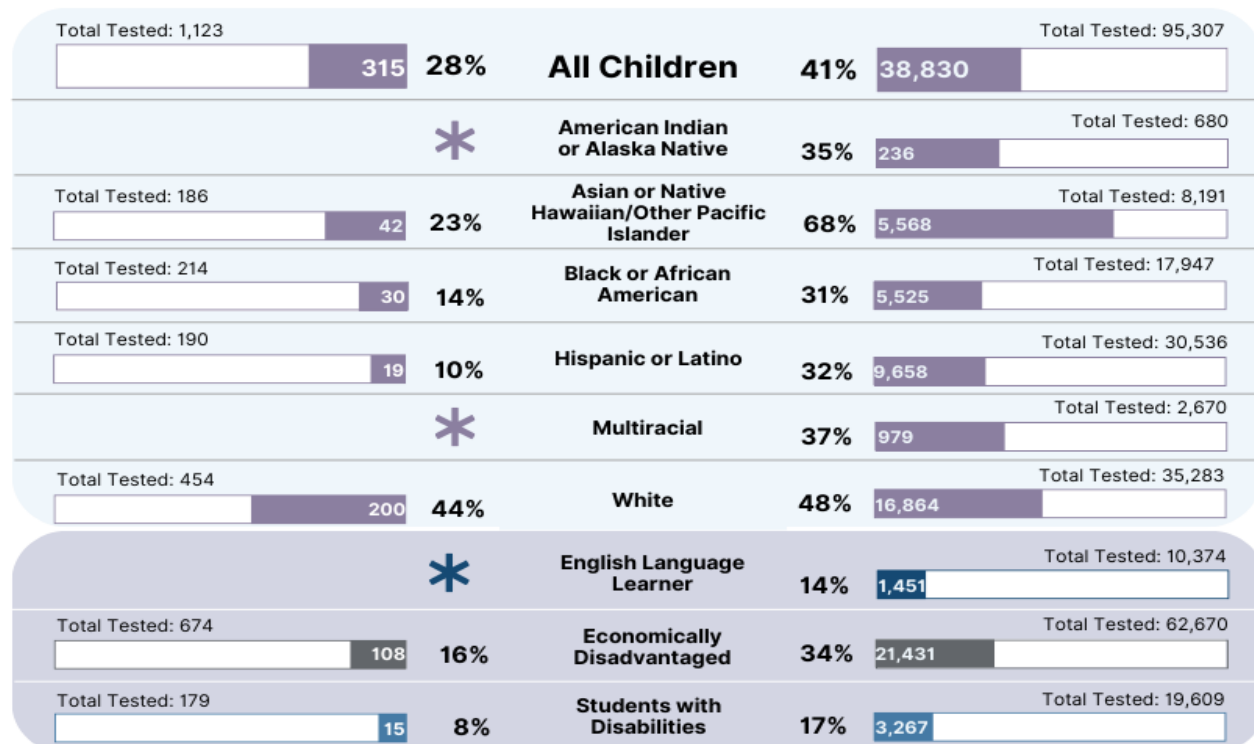 Total Tested: 1,123
Total Tested: 95,307
315 28% All Children 41% 38,830
American Indian
or Alaska Native
Total Tested: 680
35% 236
Total Tested: 186
Asian or Native
Hawaiian/Other Pacific
Islander
Total Tested: 8,191
42 23% 68% 5,568
Total Tested: 214
Black or African
American
Total Tested: 17,947
30 14% 31% 5,525
Total Tested: 190
Total Tested: 30,536
19 10% Hispanic or Latino 32% 9,658
Total Tested: 2,670
Multiracial 37% 979
Total Tested: 454
Total Tested: 35,283
200 44% White 48% 16,864
English Language
Learner
Total Tested: 10,374
14% 1,451
Total Tested: 674
Economically
Disadvantaged
Total Tested: 62,670
108 16% 34% 21,431
Total Tested: 179
Students with
Disabilities
Total Tested: 19,609
15 8% 17% 3,267